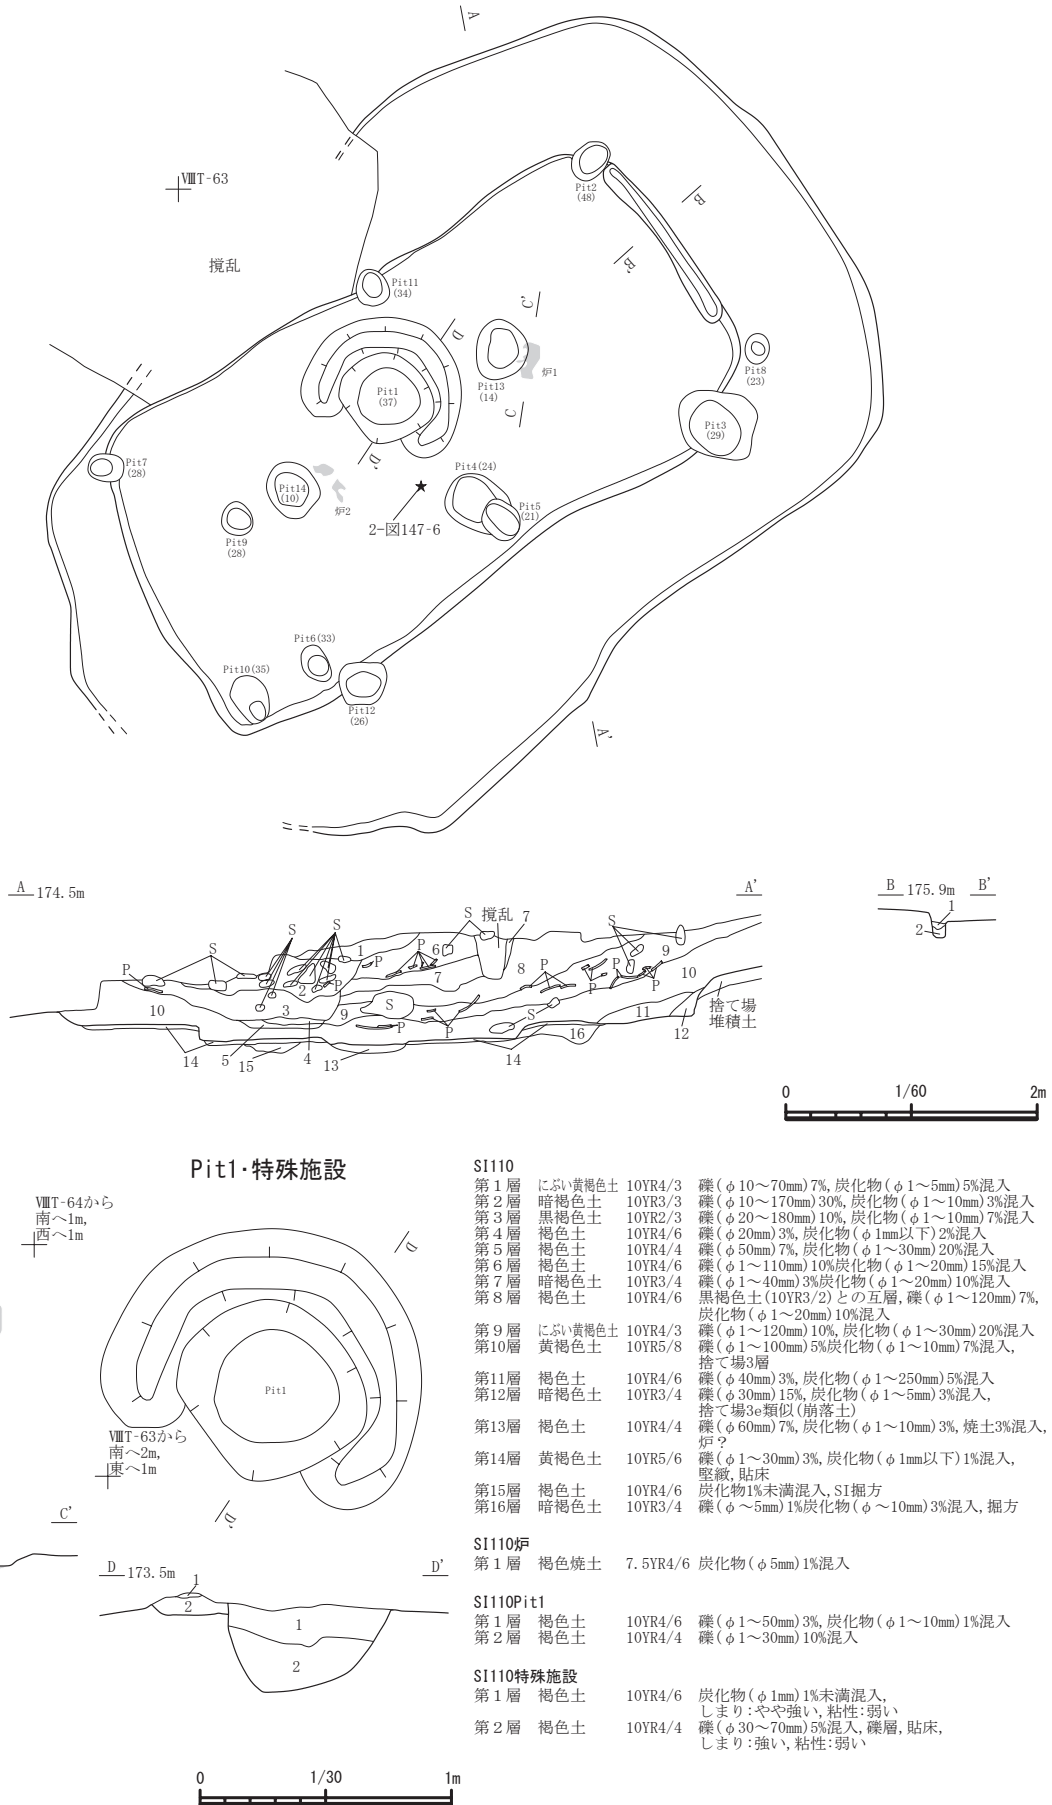 A
ⅧT-63
Pit2
(48)
B
撹乱
B'
Pit11
(34)
C'
D
Pit8
(23)
炉1
Pit13
(14)
Pit1
(37)
C
Pit3
(29)
D'
Pit7
(28)
Pit4(24)
Pit14
(10)
Pit5
(21)
炉2
2-図147-6
Pit9
(28)
Pit6(33)
Pit10(35)
Pit12
(26)
A'
A 174.5m
A'
B 175.9m B'
1
2
S S S S 撹乱 7 S
P S 1 P P 6 P P P 9
2 P 7 8 10
10 3 9 S P P S 11 捨て場
堆積土
14 5 15 4 13 14 16 12
0 1/60 2m
Pit1・特殊施設
ⅧT-64から
南へ1m,
西へ1m
D
Pit1
ⅧT-63から
南へ2m,
東へ1m
D'
C'
D 173.5m D'
1
2
1
2
0 1/30 1m
SI110
第1層 にぶい黄褐色土 10YR4/3 礫(φ10～70mm)7%,炭化物(φ1～5mm)5%混入
第2層 暗褐色土 10YR3/3 礫(φ10～170mm)30%,炭化物(φ1～10mm)3%混入
第3層 黒褐色土 10YR2/3 礫(φ20～180mm)10%,炭化物(φ1～10mm)7%混入
第4層 褐色土 10YR4/6 礫(φ20mm)3%,炭化物(φ1mm以下)2%混入
第5層 褐色土 10YR4/4 礫(φ50mm)7%,炭化物(φ1～30mm)20%混入
第6層 褐色土 10YR4/6 礫(φ1～110mm)10%炭化物(φ1～20mm)15%混入
第7層 暗褐色土 10YR3/4 礫(φ1～40mm)3%炭化物(φ1～20mm)10%混入
第8層 褐色土 10YR4/6 黒褐色土(10YR3/2)との互層,礫(φ1～120mm)7%,
炭化物(φ1～20mm)10%混入
第9層 にぶい黄褐色土 10YR4/3 礫(φ1～120mm)10%,炭化物(φ1～30mm)20%混入
第10層 黄褐色土 10YR5/8 礫(φ1～100mm)5%炭化物(φ1～10mm)7%混入,
捨て場3層
第11層 褐色土 10YR4/6 礫(φ40mm)3%,炭化物(φ1～250mm)5%混入
第12層 暗褐色土 10YR3/4 礫(φ30mm)15%,炭化物(φ1～5mm)3%混入,
捨て場3e類似(崩落土)
第13層 褐色土 10YR4/4 礫(φ60mm)7%,炭化物(φ1～10mm)3%,焼土3%混入,
炉？
第14層 黄褐色土 10YR5/6 礫(φ1～30mm)3%,炭化物(φ1mm以下)1%混入,
堅緻,貼床
第15層 褐色土 10YR4/6 炭化物1%未満混入,SI掘方
第16層 暗褐色土 10YR3/4 礫(φ～5mm)1%炭化物(φ～10mm)3%混入,掘方
SI110炉
第1層 褐色焼土 7.5YR4/6 炭化物(φ5mm)1%混入
SI110Pit1
第1層 褐色土 10YR4/6 礫(φ1～50mm)3%,炭化物(φ1～10mm)1%混入
第2層 褐色土 10YR4/4 礫(φ1～30mm)10%混入
SI110特殊施設
第1層 褐色土 10YR4/6 炭化物(φ1mm)1%未満混入,
しまり:やや強い,粘性:弱い
第2層 褐色土 10YR4/4 礫(φ30～70mm)5%混入,礫層,貼床,
しまり:強い,粘性:弱い